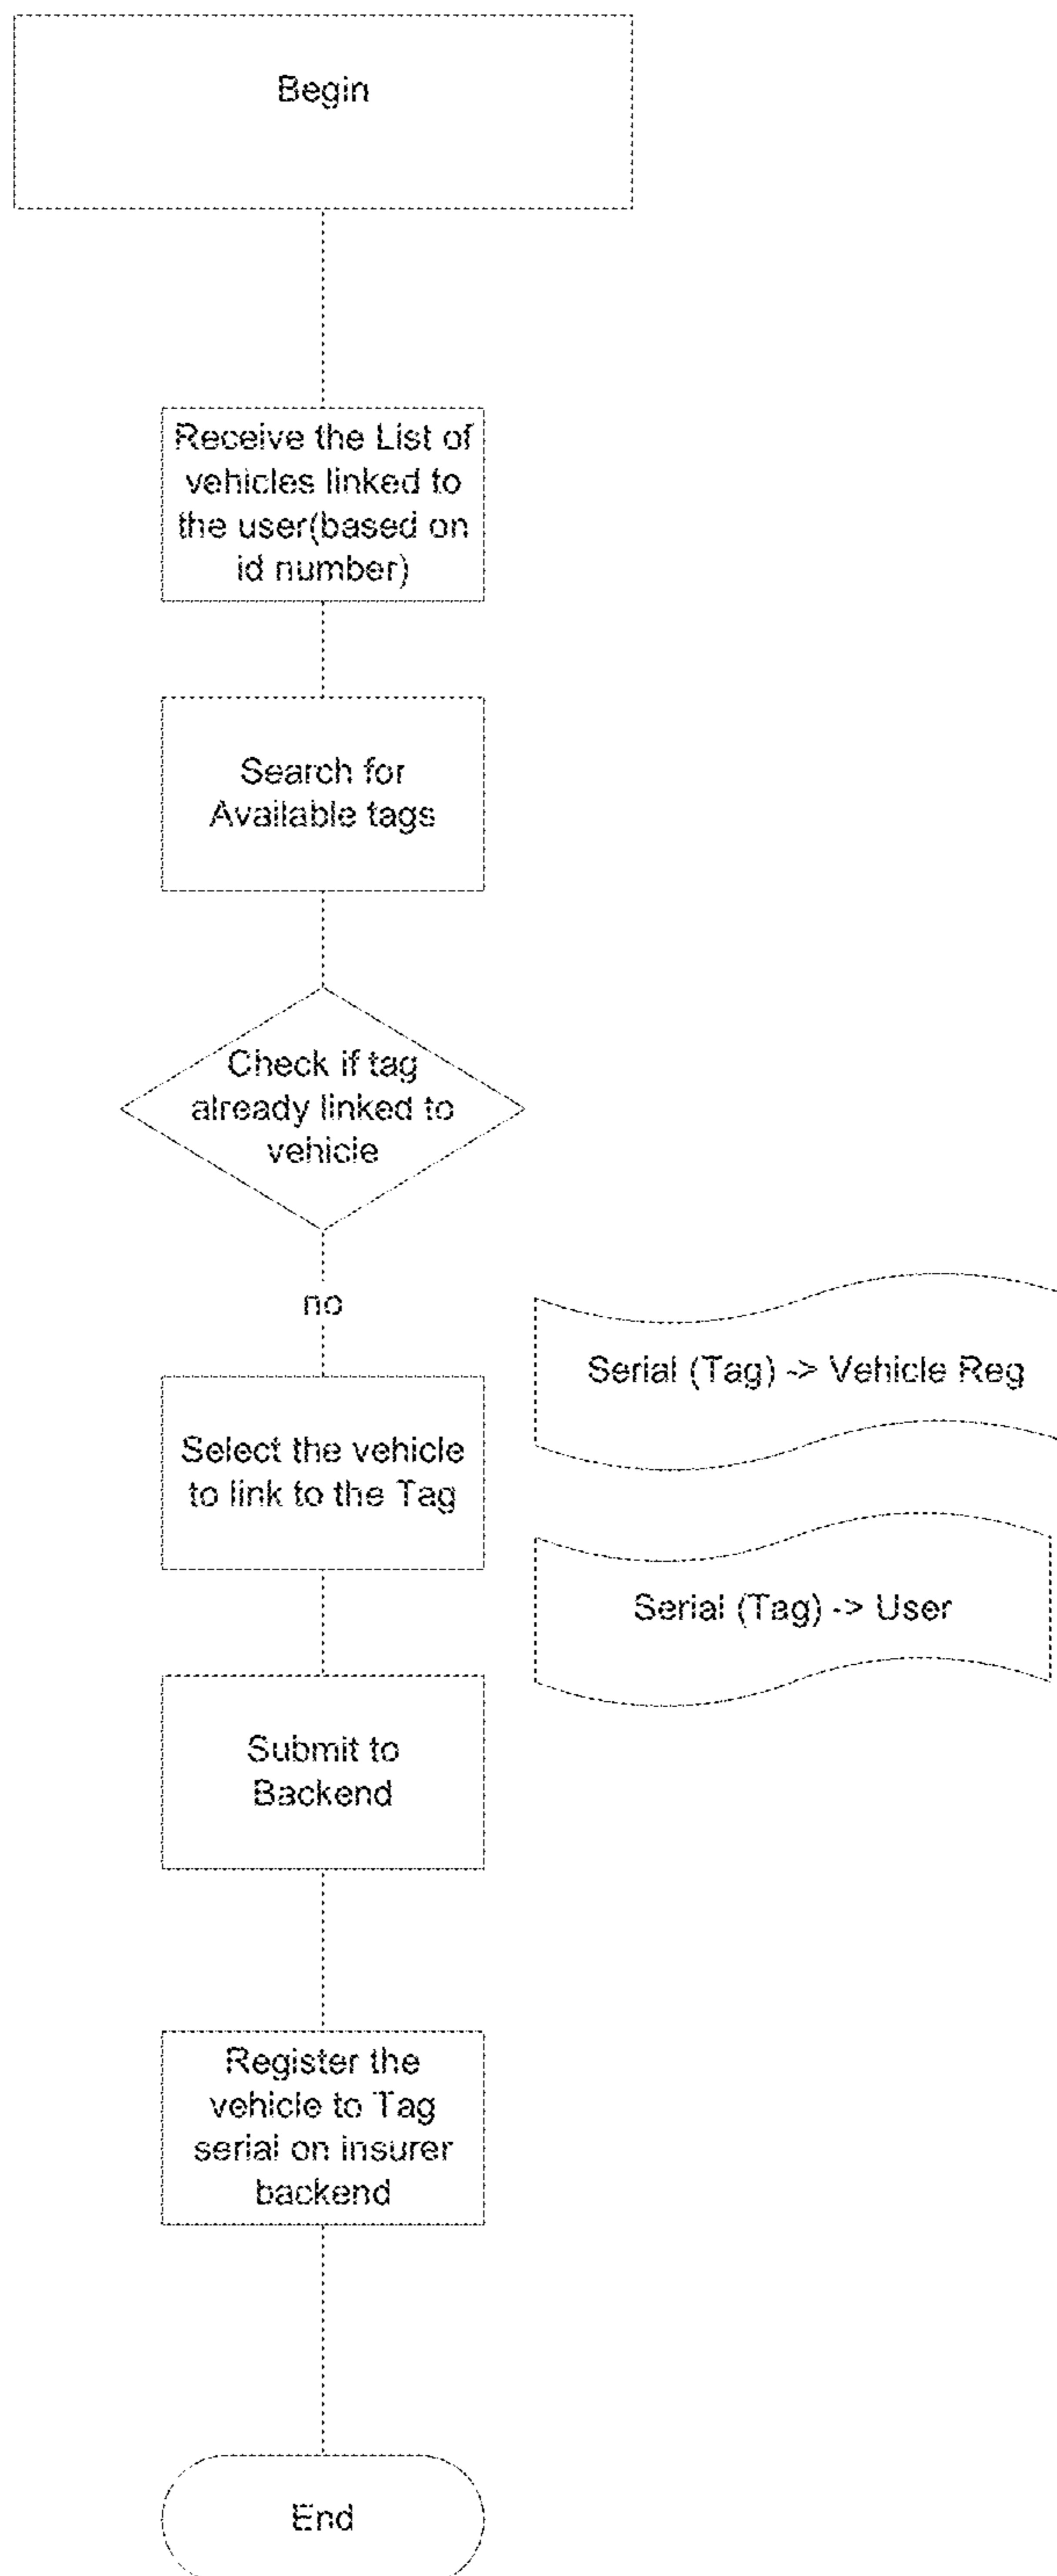 Begin
Receive the List of
vehicles linked to
the user(based on
id number)
Search for
Available tags
Check if tag
already linked to
vehicle
no
Serial (Tag) -> Vehicle Reg
Select the vehicle
to link to the Tag
Serial (Tag) -> User
Submit to
Backend
Register the
vehicle to Tag
serial on insurer
backend
End